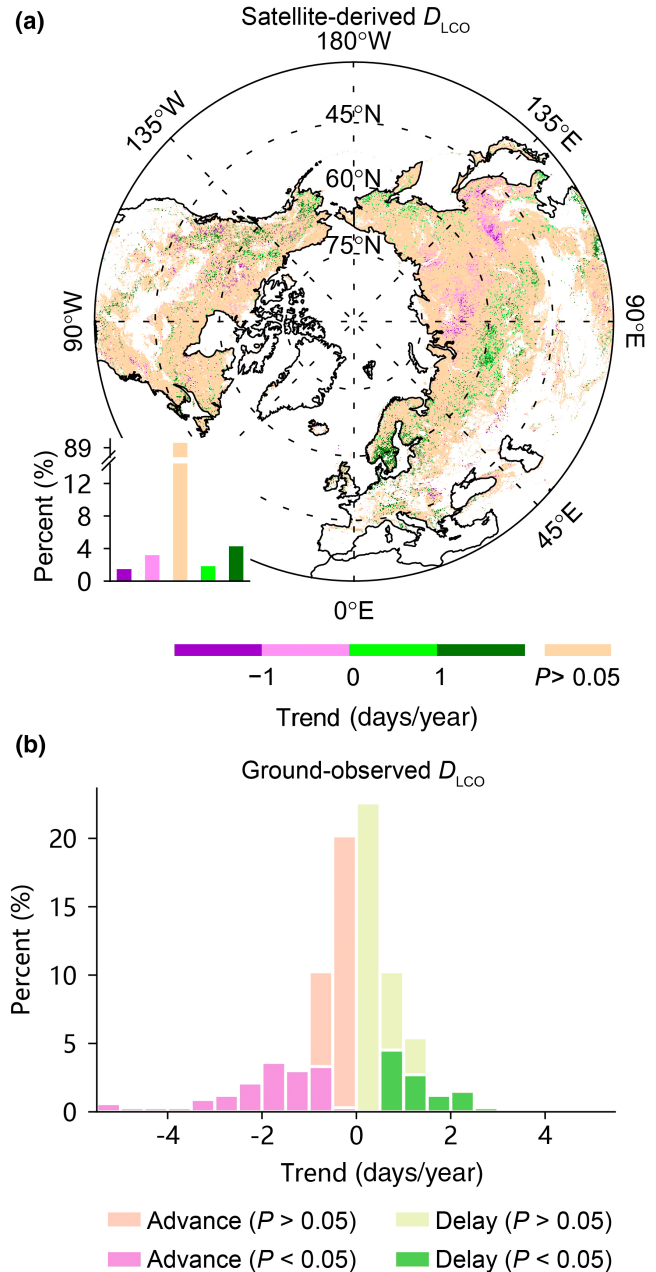 (a)
Satellite-derived D_LCO
180°W
135°W
45°N
135°E
60°N
75°N
90°W
90°E
89
12
8
4
0
Percent (%)
45°E
0°E
−1 0 1 P> 0.05
Trend (days/year)
(b)
Ground-observed D_LCO
20
15
10
5
0
Percent (%)
-4 -2 0 2 4
Trend (days/year)
Advance (P > 0.05) Delay (P > 0.05)
Advance (P < 0.05) Delay (P < 0.05)